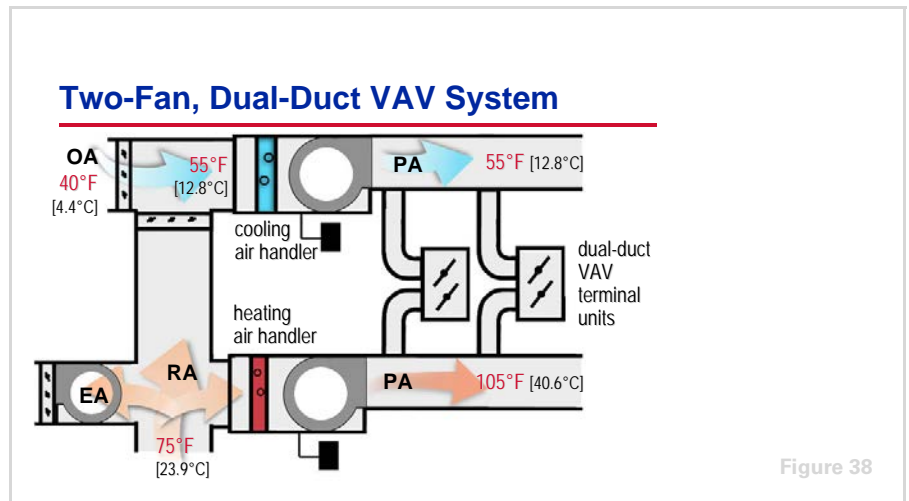 Two-Fan, Dual-Duct VAV System
OA
40°F
[4.4°C]
55°F
[12.8°C]
PA
55°F [12.8°C]
cooling
air handler
dual-duct
VAV
terminal
units
heating
air handler
RA
EA
PA
105°F [40.6°C]
75°F
[23.9°C]
Figure 38